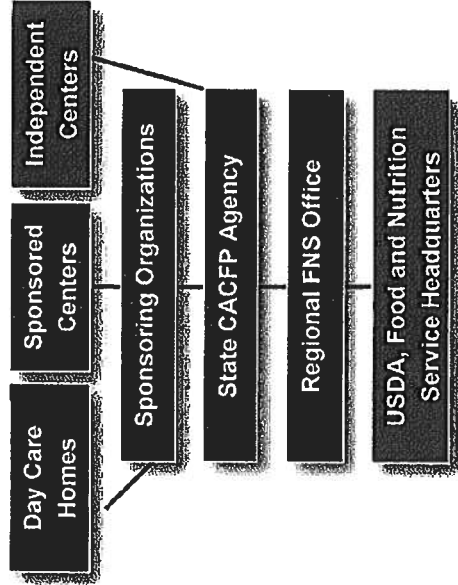 Day Care
Homes
Sponsored
Centers
Independent
Centers
Sponsoring Organizations
State CACFP Agency
Regional FNS Office
USDA, Food and Nutrition
Service Headquarters